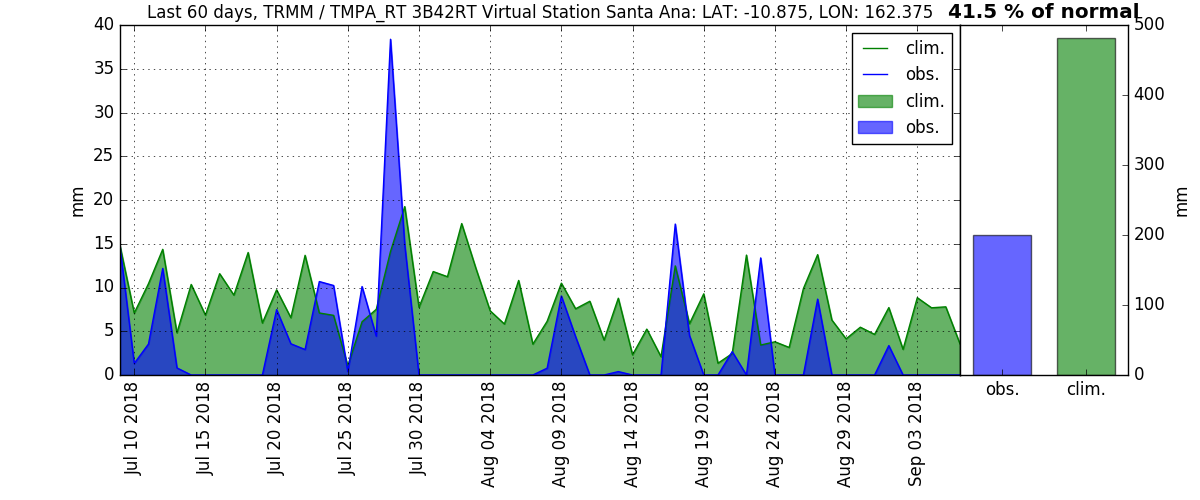 Last 60 days, TRMM / TMPA_RT 3B42RT Virtual Station Santa Ana: LAT: -10.875, LON: 162.375
41.5 % of normal
40
35
30
25
20
15
10
5
0
mm
clim.
obs.
clim.
obs.
500
400
300
200
100
0
mm
Jul 10 2018
Jul 15 2018
Jul 20 2018
Jul 25 2018
Jul 30 2018
Aug 04 2018
Aug 09 2018
Aug 14 2018
Aug 19 2018
Aug 24 2018
Aug 29 2018
Sep 03 2018
obs.
clim.